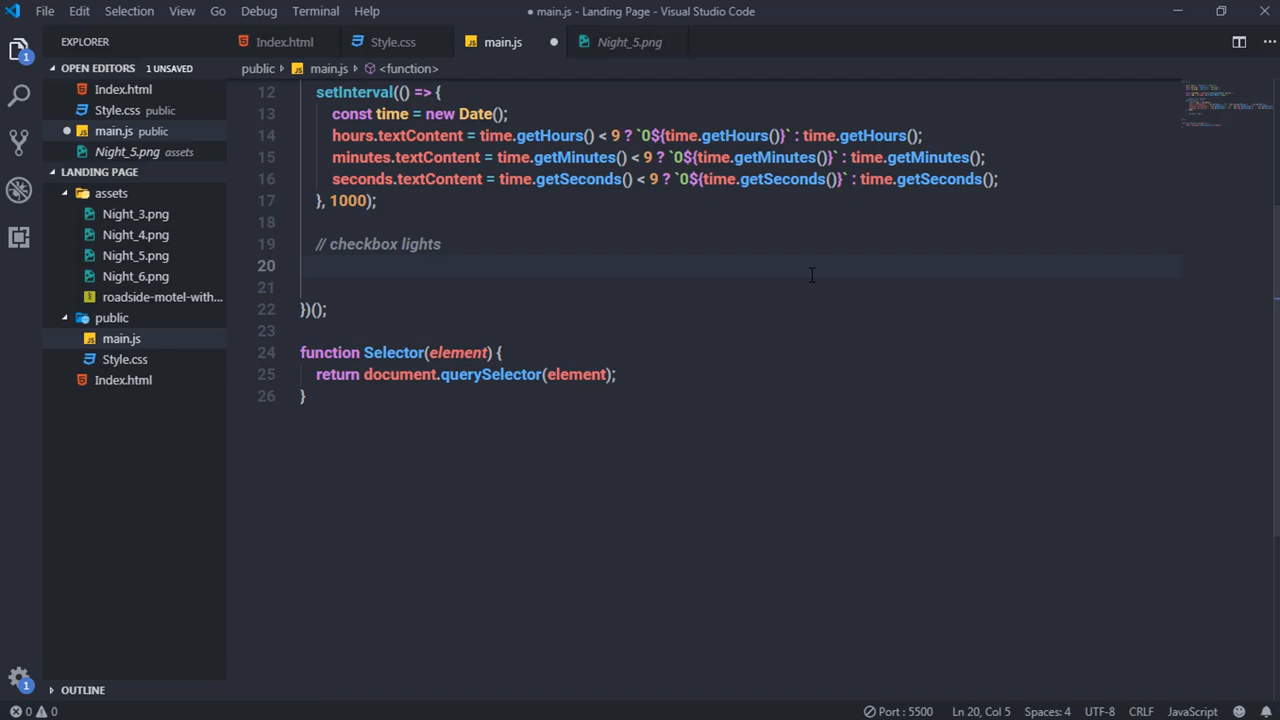 File Edit Selection View Go Debug Terminal Help
● main.js - Landing Page - Visual Studio Code
EXPLORER
Index.html
Style.css
main.js
Night_5.png
OPEN EDITORS 1 UNSAVED
Index.html
Style.css public
main.js public
Night_5.png assets
LANDING PAGE
assets
Night_3.png
Night_4.png
Night_5.png
Night_6.png
roadside-motel-with...
public
main.js
Style.css
Index.html
OUTLINE
public > main.js > <function>
12 setInterval(() => {
13 const time = new Date();
14 hours.textContent = time.getHours() < 9 ? `0${time.getHours()}` : time.getHours();
15 minutes.textContent = time.getMinutes() < 9 ? `0${time.getMinutes()}` : time.getMinutes();
16 seconds.textContent = time.getSeconds() < 9 ? `0${time.getSeconds()}` : time.getSeconds();
17 }, 1000);
18
19 // checkbox lights
20
21
22 })();
23
24 function Selector(element) {
25 return document.querySelector(element);
26 }
1
1
0 0
Port : 5500 Ln 20, Col 5 Spaces: 4 UTF-8 CRLF JavaScript